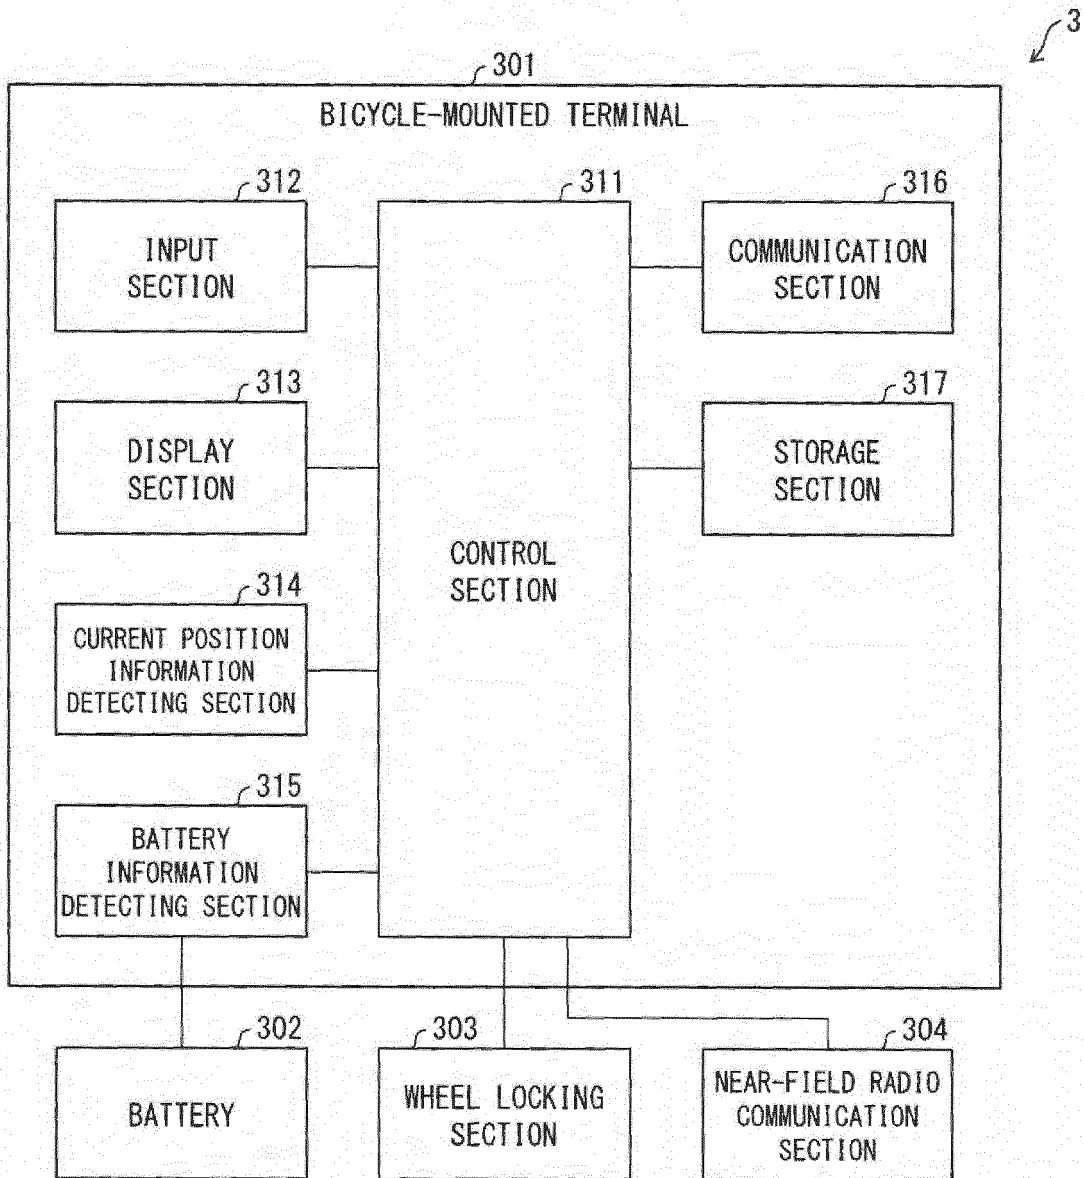 3
301
BICYCLE-MOUNTED TERMINAL
312
INPUT
SECTION
311
CONTROL
SECTION
316
COMMUNICATION
SECTION
313
DISPLAY
SECTION
317
STORAGE
SECTION
314
CURRENT POSITION
INFORMATION
DETECTING SECTION
315
BATTERY
INFORMATION
DETECTING SECTION
302
BATTERY
303
WHEEL LOCKING
SECTION
304
NEAR-FIELD RADIO
COMMUNICATION
SECTION